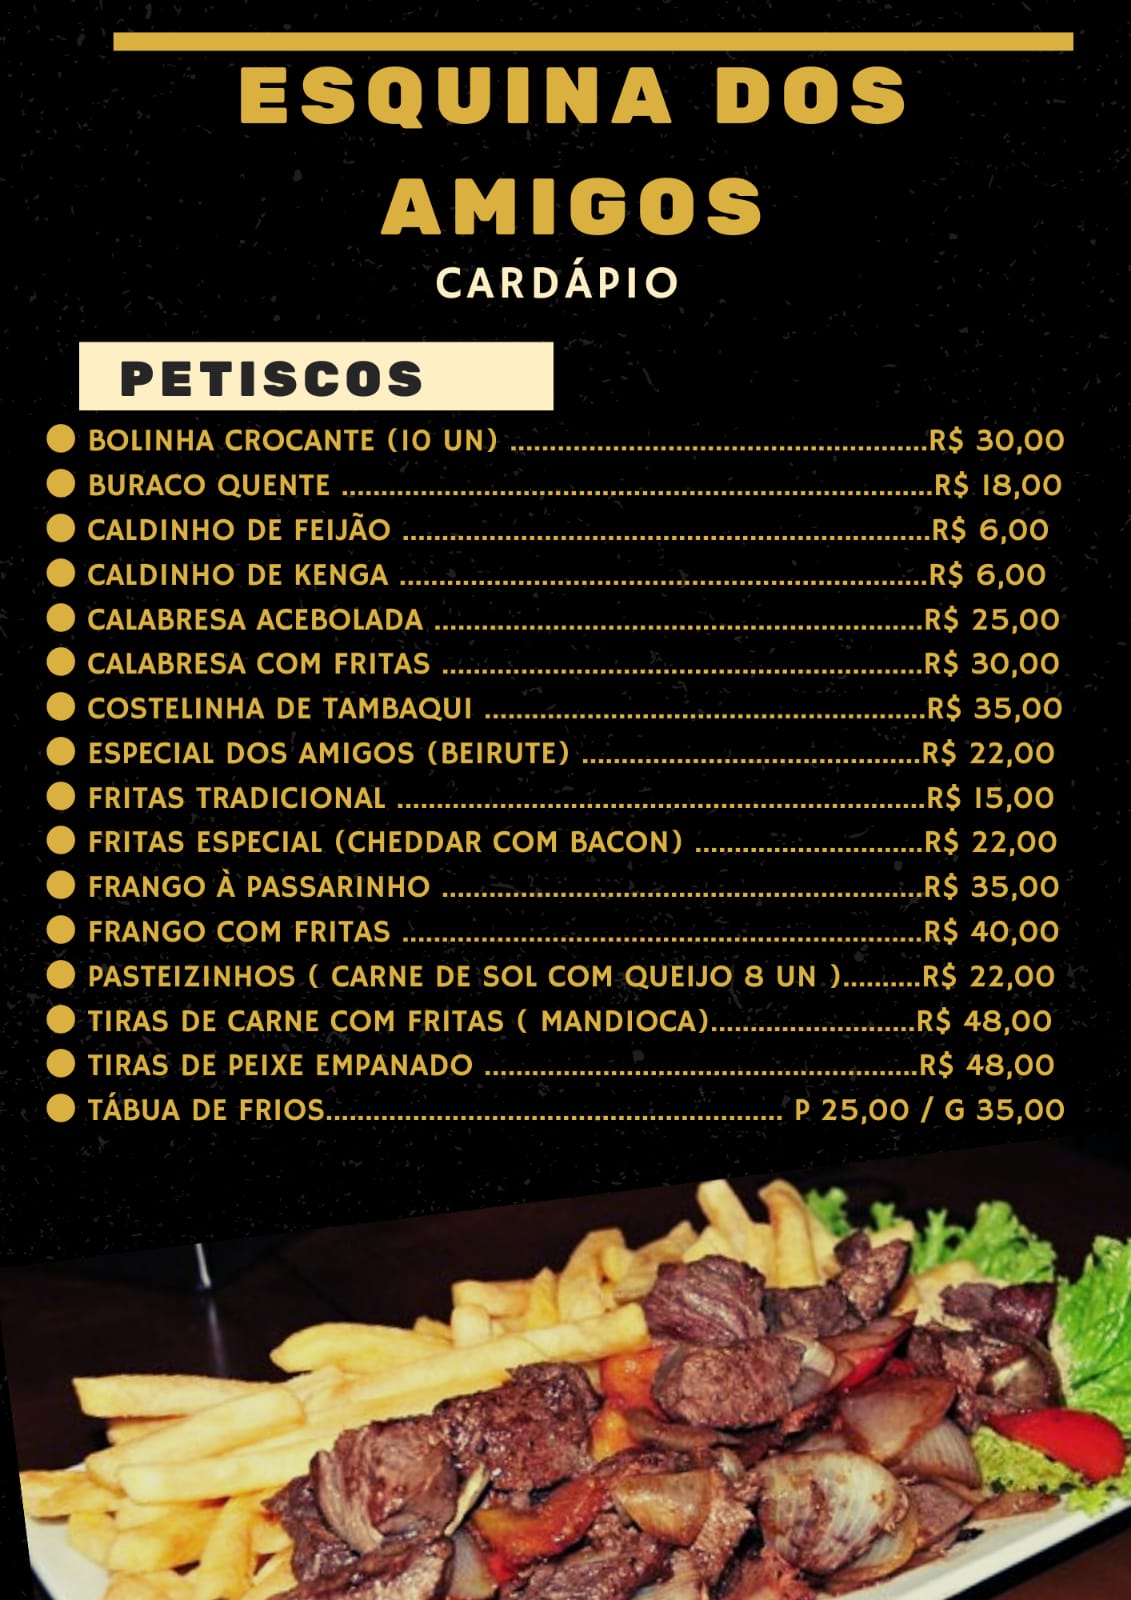 ESQUINA DOS
AMIGOS
CARDÁPIO
PETISCOS
BOLINHA CROCANTE (10 UN) ......................................................R$ 30,00
BURACO QUENTE ............................................................................R$ 18,00
CALDINHO DE FEIJÃO ....................................................................R$ 6,00
CALDINHO DE KENGA ....................................................................R$ 6,00
CALABRESA ACEBOLADA ...............................................................R$ 25,00
CALABRESA COM FRITAS ..............................................................R$ 30,00
COSTELINHA DE TAMBAQUI .........................................................R$ 35,00
ESPECIAL DOS AMIGOS (BEIRUTE) ............................................R$ 22,00
FRITAS TRADICIONAL ....................................................................R$ 15,00
FRITAS ESPECIAL (CHEDDAR COM BACON) .............................R$ 22,00
FRANGO À PASSARINHO ..............................................................R$ 35,00
FRANGO COM FRITAS ...................................................................R$ 40,00
PASTEIZINHOS ( CARNE DE SOL COM QUEIJO 8 UN )..........R$ 22,00
TIRAS DE CARNE COM FRITAS ( MANDIOCA)..........................R$ 48,00
TIRAS DE PEIXE EMPANADO ........................................................R$ 48,00
TÁBUA DE FRIOS........................................................... P 25,00 / G 35,00